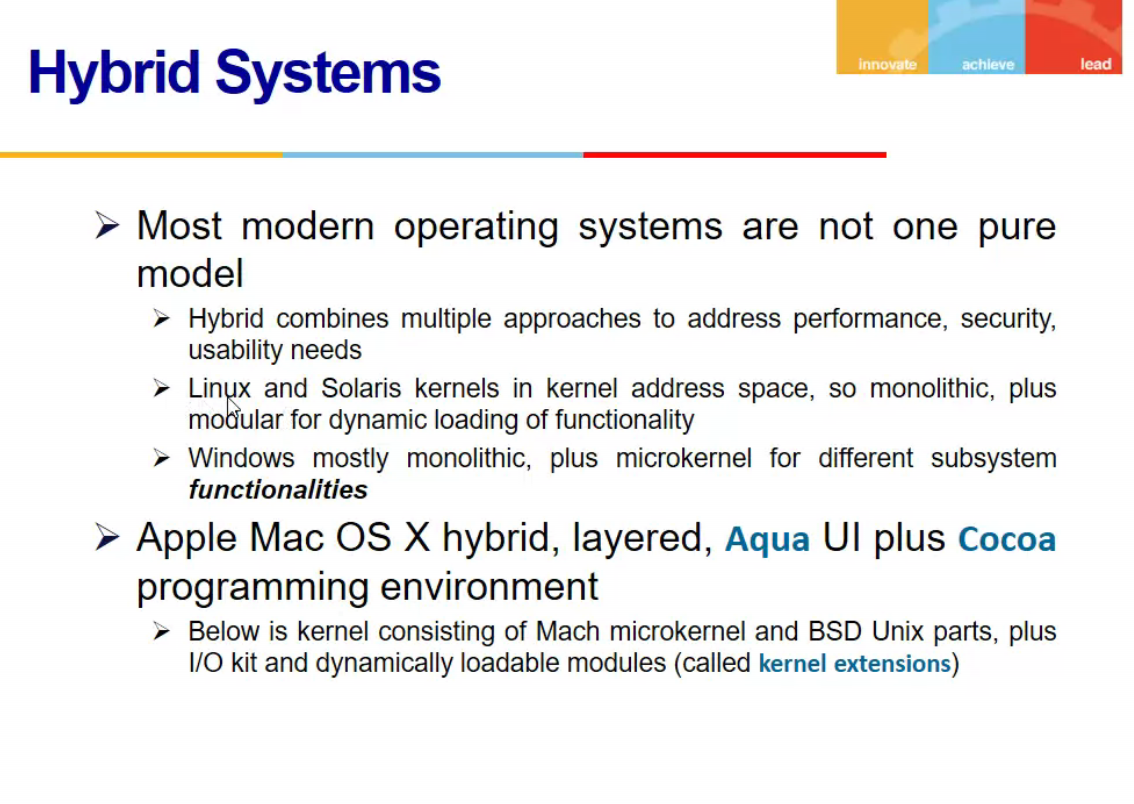 innovate achieve lead
Hybrid Systems
Most modern operating systems are not one pure
model
Hybrid combines multiple approaches to address performance, security,
usability needs
Linux and Solaris kernels in kernel address space, so monolithic, plus
modular for dynamic loading of functionality
Windows mostly monolithic, plus microkernel for different subsystem
functionalities
Apple Mac OS X hybrid, layered, Aqua UI plus Cocoa
programming environment
Below is kernel consisting of Mach microkernel and BSD Unix parts, plus
I/O kit and dynamically loadable modules (called kernel extensions)